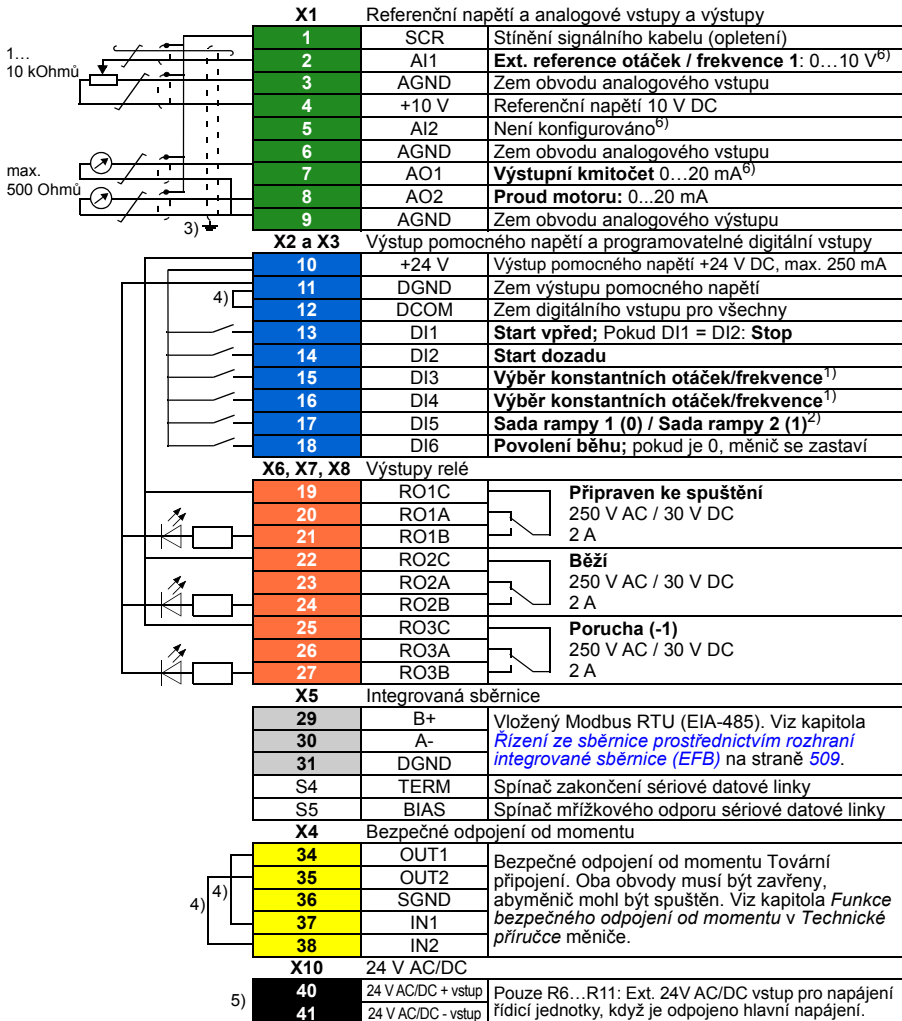 X1 Referenční napětí a analogové vstupy a výstupy
1 SCR Stínění signálního kabelu (opletení)
1…
10 kOhmů
2 AI1 Ext. reference otáček / frekvence 1: 0…10 V6)
3 AGND Zem obvodu analogového vstupu
4 +10 V Referenční napětí 10 V DC
5 AI2 Není konfigurováno6)
6 AGND Zem obvodu analogového vstupu
max.
500 Ohmů
7 AO1 Výstupní kmitočet 0…20 mA6)
8 AO2 Proud motoru: 0...20 mA
3)
9 AGND Zem obvodu analogového výstupu
X2 a X3 Výstup pomocného napětí a programovatelné digitální vstupy
10 +24 V Výstup pomocného napětí +24 V DC, max. 250 mA
11 DGND Zem výstupu pomocného napětí
4)
12 DCOM Zem digitálního vstupu pro všechny
13 DI1 Start vpřed; Pokud DI1 = DI2: Stop
14 DI2 Start dozadu
15 DI3 Výběr konstantních otáček/frekvence1)
16 DI4 Výběr konstantních otáček/frekvence1)
17 DI5 Sada rampy 1 (0) / Sada rampy 2 (1)2)
18 DI6 Povolení běhu; pokud je 0, měnič se zastaví
X6, X7, X8 Výstupy relé
19 RO1C Připraven ke spuštění
20 RO1A 250 V AC / 30 V DC
21 RO1B 2 A
22 RO2C Běží
23 RO2A 250 V AC / 30 V DC
24 RO2B 2 A
25 RO3C Porucha (-1)
26 RO3A 250 V AC / 30 V DC
27 RO3B 2 A
X5 Integrovaná sběrnice
29 B+ Vložený Modbus RTU (EIA-485). Viz kapitola
30 A- Řízení ze sběrnice prostřednictvím rozhraní
31 DGND integrované sběrnice (EFB) na straně 509.
S4 TERM Spínač zakončení sériové datové linky
S5 BIAS Spínač mřížkového odporu sériové datové linky
X4 Bezpečné odpojení od momentu
34 OUT1 Bezpečné odpojení od momentu Tovární
35 OUT2 připojení. Oba obvody musí být zavřeny,
4) 4)
36 SGND abyměnič mohl být spuštěn. Viz kapitola Funkce
37 IN1 bezpečného odpojení od momentu v Technické
38 IN2 příručce měniče.
X10 24 V AC/DC
5)
40 24 V AC/DC + vstup Pouze R6…R11: Ext. 24V AC/DC vstup pro napájení
41 24 V AC/DC - vstup řídicí jednotky, když je odpojeno hlavní napájení.